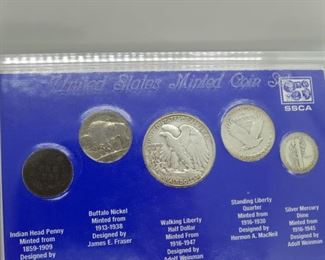 United States Minted Coin
SSCA
Indian Head Penny
Minted from
1859-1909
Designed by
Buffalo Nickel
Minted from
1913-1938
Designed by
James E. Fraser
Walking Liberty
Half Dollar
Minted From
1916-1947
Designed by
Adolf Weinman
Standing Liberty
Quarter
Minted from
1916-1930
Designed by
Hermon A. MacNeil
Silver Mercury
Dime
Minted from
1916-1945
Designed by
Adolf Weinman